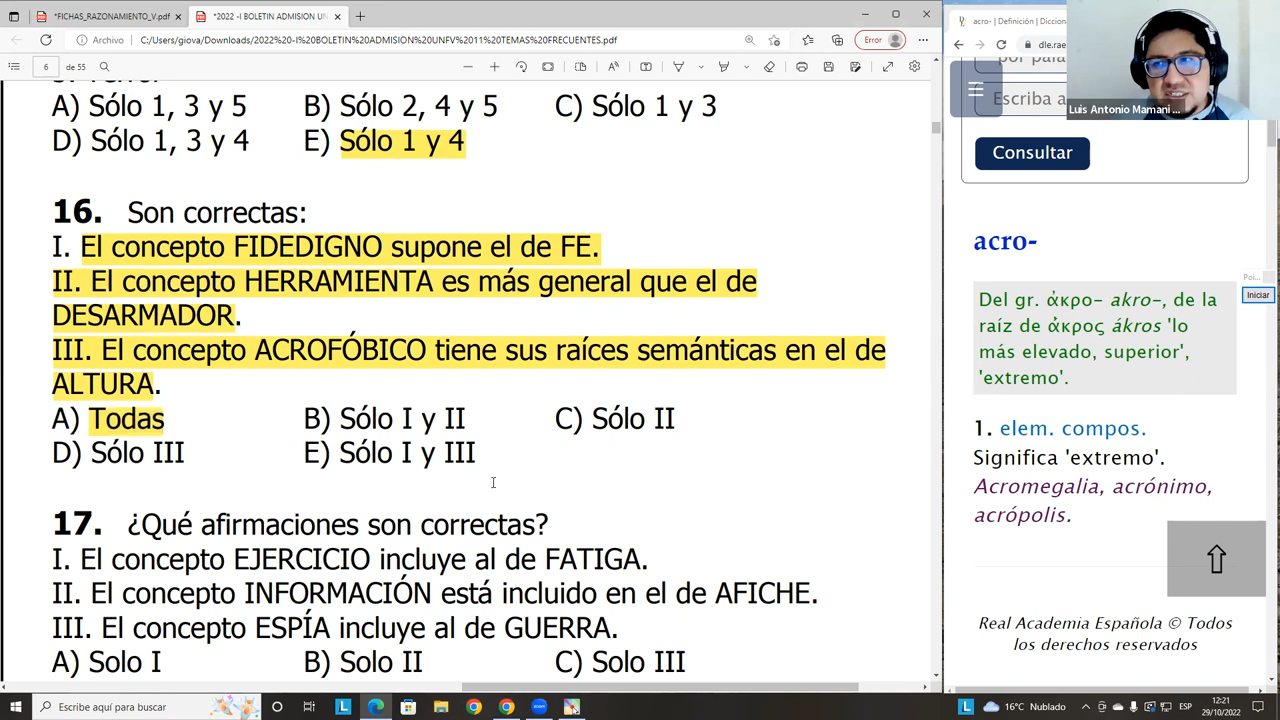 *FICHAS_RAZONAMIENTO_V.pdf
*2022 -I BOLETIN ADMISION UN
acro- | Definición | Diccion
Archivo
C:/Users/giova/Downloads/2022%20-I%20BOLETIN%20ADMISION%20UNFV%2011%20TEMAS%20FRECUENTES.pdf
Error
dle.rae
6 de 55
A) Sólo 1, 3 y 5 B) Sólo 2, 4 y 5 C) Sólo 1 y 3
D) Sólo 1, 3 y 4 E) Sólo 1 y 4
16. Son correctas:
I. El concepto FIDEDIGNO supone el de FE.
II. El concepto HERRAMIENTA es más general que el de
DESARMADOR.
III. El concepto ACROFÓBICO tiene sus raíces semánticas en el de
ALTURA.
A) Todas B) Sólo I y II C) Sólo II
D) Sólo III E) Sólo I y III
17. ¿Qué afirmaciones son correctas?
I. El concepto EJERCICIO incluye al de FATIGA.
II. El concepto INFORMACIÓN está incluido en el de AFICHE.
III. El concepto ESPÍA incluye al de GUERRA.
A) Solo I B) Solo II C) Solo III
por pala
Escriba a
Luis Antonio Mamani ...
Consultar
acro-
Del gr. ἀκρο- akro-, de la
raíz de ἄκρος ákros 'lo
más elevado, superior',
'extremo'.
1. elem. compos.
Significa 'extremo'.
Acromegalia, acrónimo,
acrópolis.
Real Academia Española © Todos
los derechos reservados
Poi...
Iniciar
Escribe aquí para buscar
16°C Nublado
ESP
12:21
29/10/2022